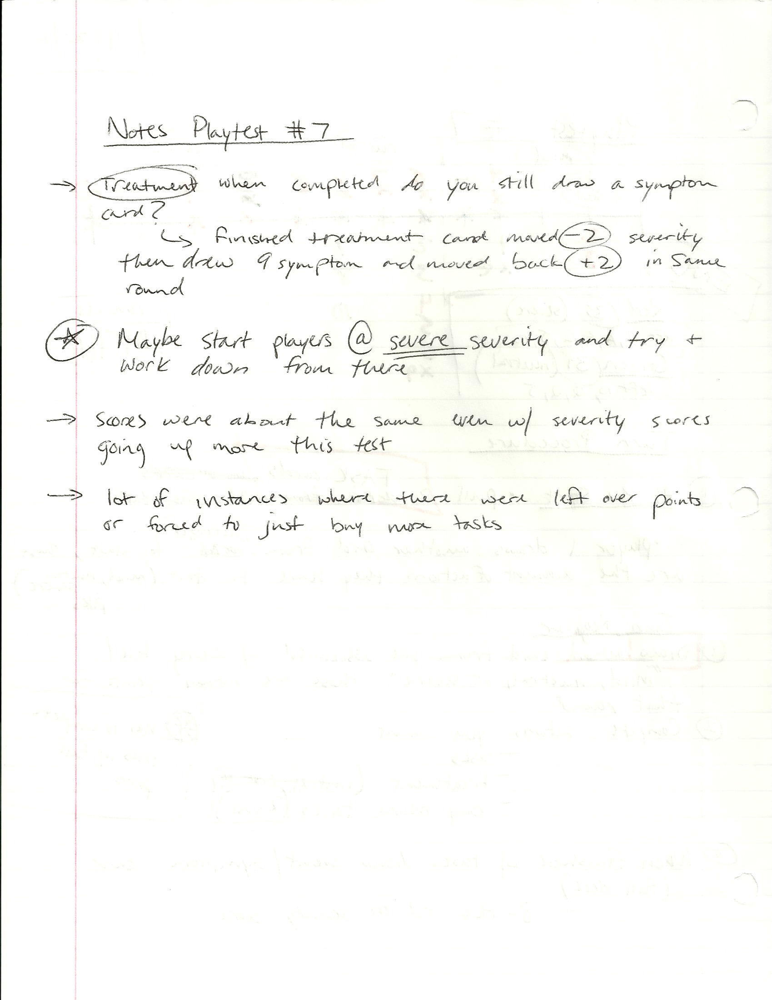 Notes Playtest #7
→ Treatment when completed do you still draw a symptom
card?
↳ Finished treatment card moved -2 severity
then drew 9 symptom and moved back +2 in same
round
☆ Maybe start players @ severe severity and try +
work down from there
→ scores were about the same even w/ severity scores
going up more this test
→ lot of instances where there were left over points
or forced to just buy more tasks